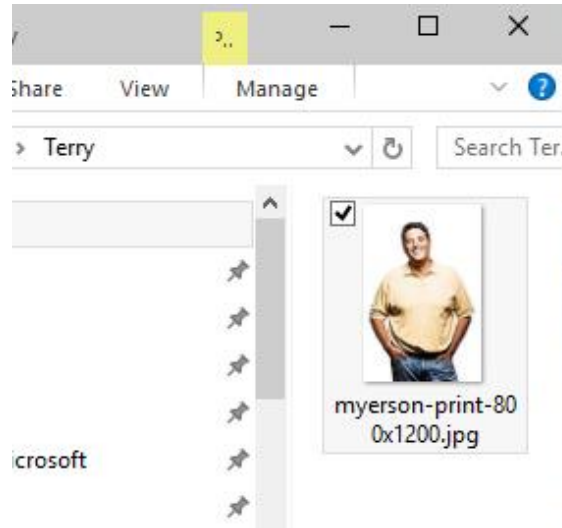 Share View Manage
Terry
Search Ter.
myerson-print-80
0x1200.jpg
icrosoft